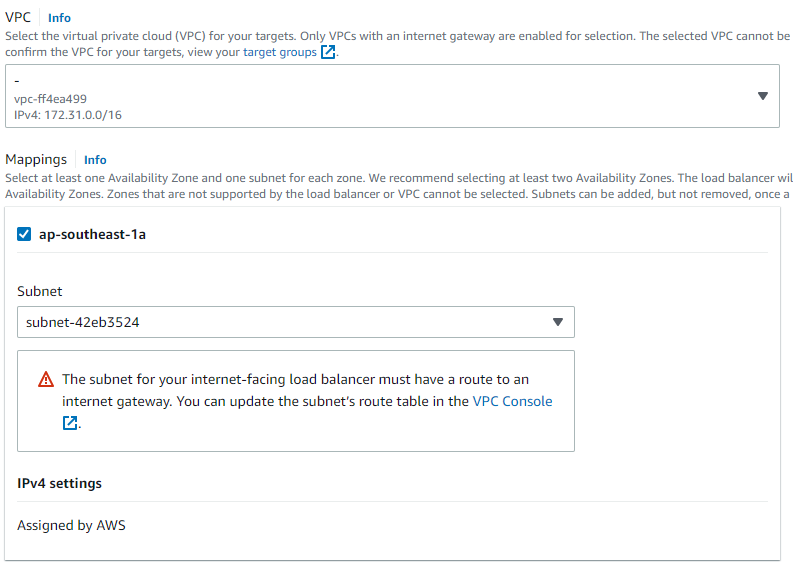 VPC Info
Select the virtual private cloud (VPC) for your targets. Only VPCs with an internet gateway are enabled for selection. The selected VPC cannot be
confirm the VPC for your targets, view your target groups.
-
vpc-ff4ea499
IPv4: 172.31.0.0/16
Mappings Info
Select at least one Availability Zone and one subnet for each zone. We recommend selecting at least two Availability Zones. The load balancer wil
Availability Zones. Zones that are not supported by the load balancer or VPC cannot be selected. Subnets can be added, but not removed, once a
ap-southeast-1a
Subnet
subnet-42eb3524
The subnet for your internet-facing load balancer must have a route to an
internet gateway. You can update the subnet's route table in the VPC Console
.
IPv4 settings
Assigned by AWS